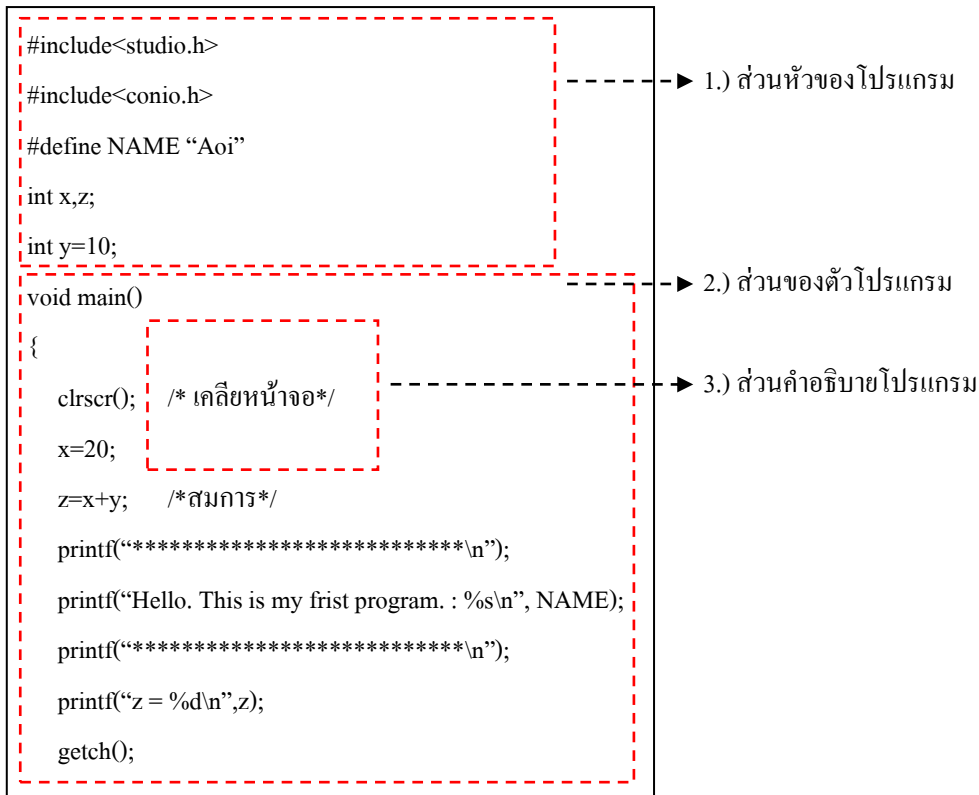 #include<studio.h>
1.) ส่วนหัวของโปรแกรม
#include<conio.h>
#define NAME “Aoi”
int x,z;
int y=10;
2.) ส่วนของตัวโปรแกรม
void main()
{
clrscr(); /* เคลียหน้าจอ*/
3.) ส่วนคำอธิบายโปรแกรม
x=20;
z=x+y; /*สมการ*/
printf(“***************************\n”);
printf(“Hello. This is my frist program. : %s\n”, NAME);
printf(“***************************\n”);
printf(“z = %d\n”,z);
getch();